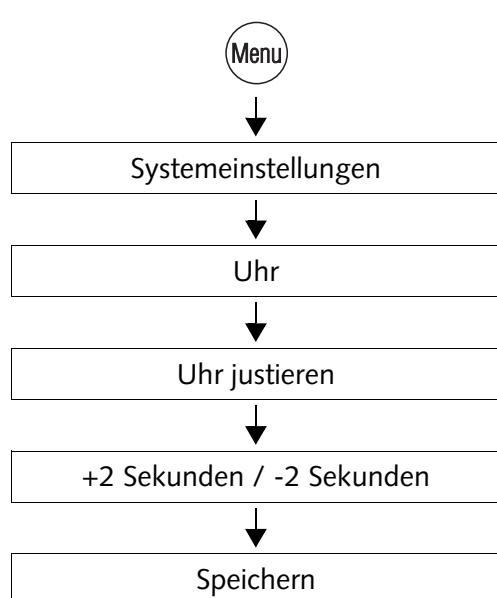 Menu
Systemeinstellungen
Uhr
Uhr justieren
+2 Sekunden / -2 Sekunden
Speichern